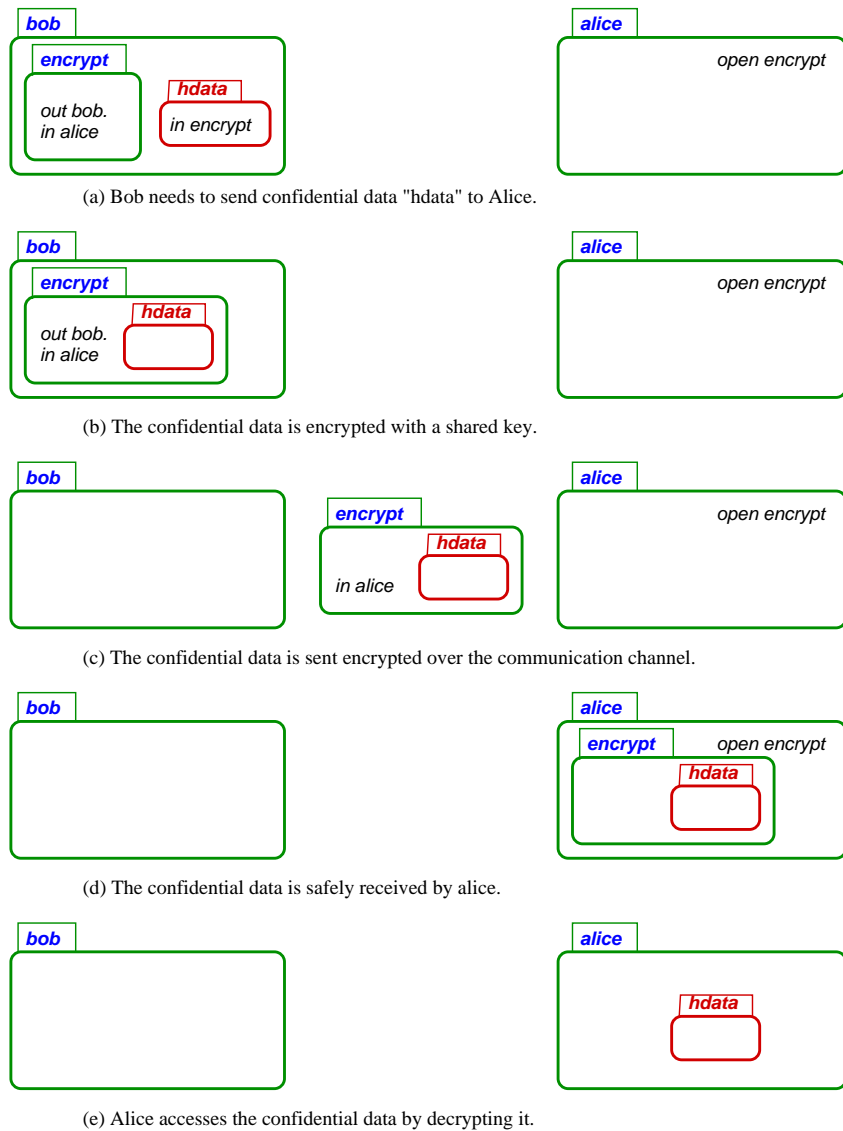 bob
alice
encrypt
open encrypt
hdata
out bob.
in alice
in encrypt
(a) Bob needs to send confidential data "hdata" to Alice.
bob
alice
encrypt
open encrypt
hdata
out bob.
in alice
(b) The confidential data is encrypted with a shared key.
bob
alice
encrypt
open encrypt
hdata
in alice
(c) The confidential data is sent encrypted over the communication channel.
bob
alice
encrypt
open encrypt
hdata
(d) The confidential data is safely received by alice.
bob
alice
hdata
(e) Alice accesses the confidential data by decrypting it.